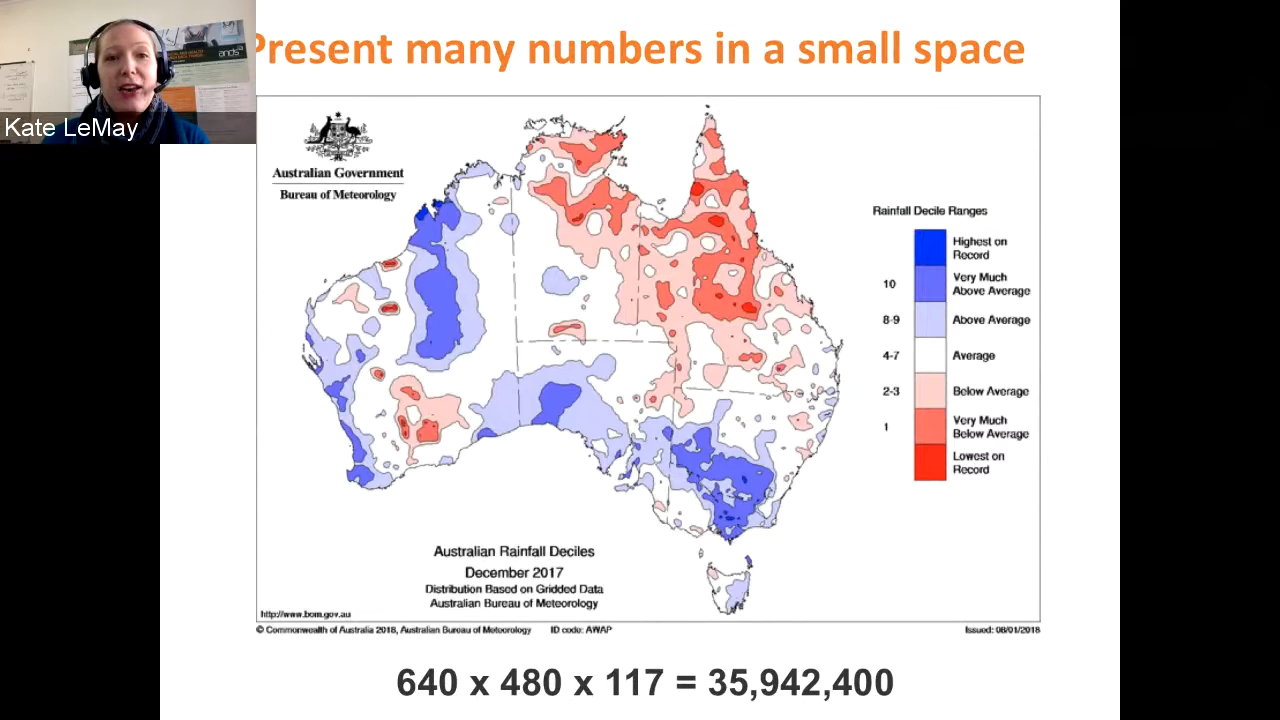 Present many numbers in a small space
ands
Kate LeMay
Australian Government
Bureau of Meteorology
Rainfall Decile Ranges
Highest on
Record
10
Very Much
Above Average
8-9
Above Average
4-7
Average
2-3
Below Average
1
Very Much
Below Average
Lowest on
Record
Australian Rainfall Deciles
December 2017
Distribution Based on Gridded Data
Australian Bureau of Meteorology
http://www.bom.gov.au
© Commonwealth of Australia 2018, Australian Bureau of Meteorology
ID code: AWAP
Issued: 08/01/2018
640 x 480 x 117 = 35,942,400